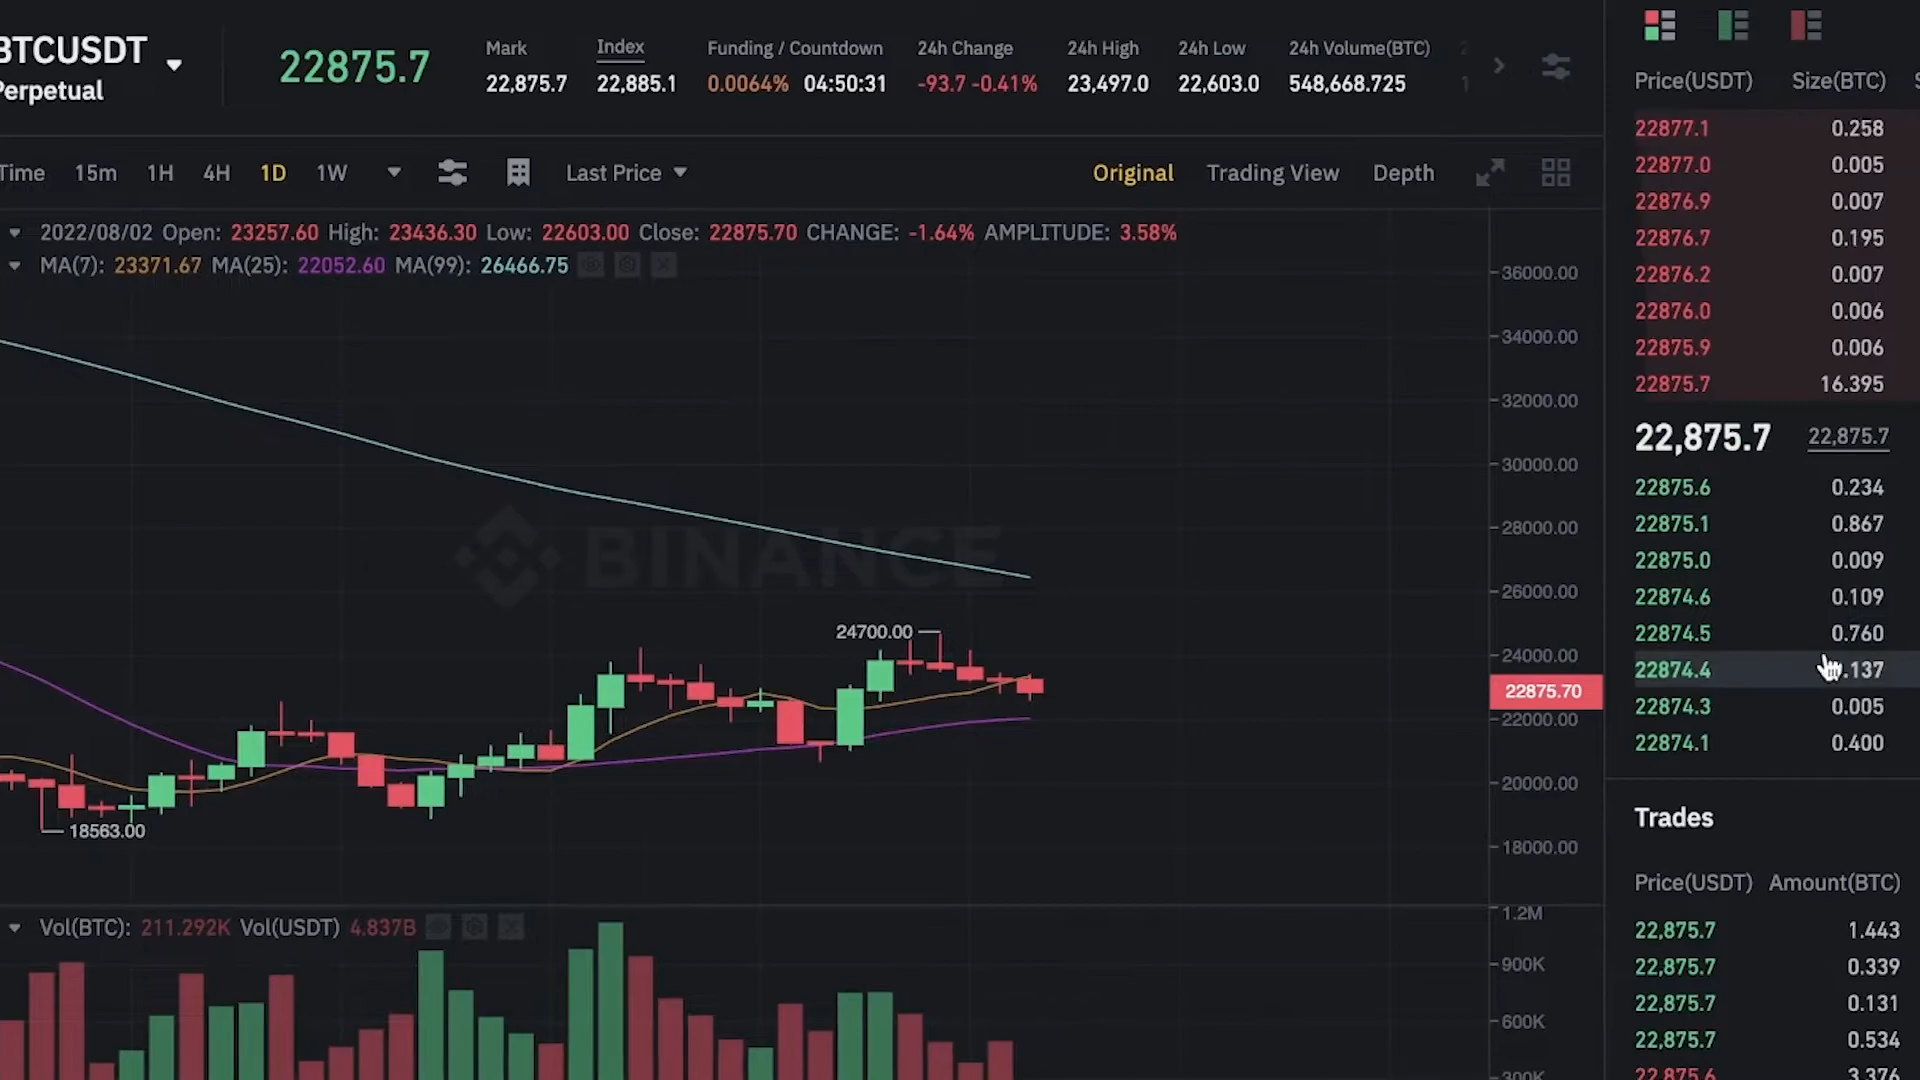 BTCUSDT
Perpetual
22875.7
Mark
22,875.7
Index
22,885.1
Funding / Countdown
0.0064% 04:50:31
24h Change
-93.7 -0.41%
24h High
23,497.0
24h Low
22,603.0
24h Volume(BTC)
548,668.725
Time 15m 1H 4H 1D 1W Last Price Original Trading View Depth
2022/08/02 Open: 23257.60 High: 23436.30 Low: 22603.00 Close: 22875.70 CHANGE: -1.64% AMPLITUDE: 3.58%
MA(7): 23371.67 MA(25): 22052.60 MA(99): 26466.75
36000.00
34000.00
32000.00
30000.00
28000.00
26000.00
24000.00
22875.70
22000.00
20000.00
18000.00
BINANCE
24700.00
18563.00
Vol(BTC): 211.292K Vol(USDT) 4.837B
1.2M
900K
600K
300K
Price(USDT) Size(BTC)
22877.1 0.258
22877.0 0.005
22876.9 0.007
22876.7 0.195
22876.2 0.007
22876.0 0.006
22875.9 0.006
22875.7 16.395
22,875.7 22,875.7
22875.6 0.234
22875.1 0.867
22875.0 0.009
22874.6 0.109
22874.5 0.760
22874.4 .137
22874.3 0.005
22874.1 0.400
Trades
Price(USDT) Amount(BTC)
22,875.7 1.443
22,875.7 0.339
22,875.7 0.131
22,875.7 0.534
22,875.6 3.376